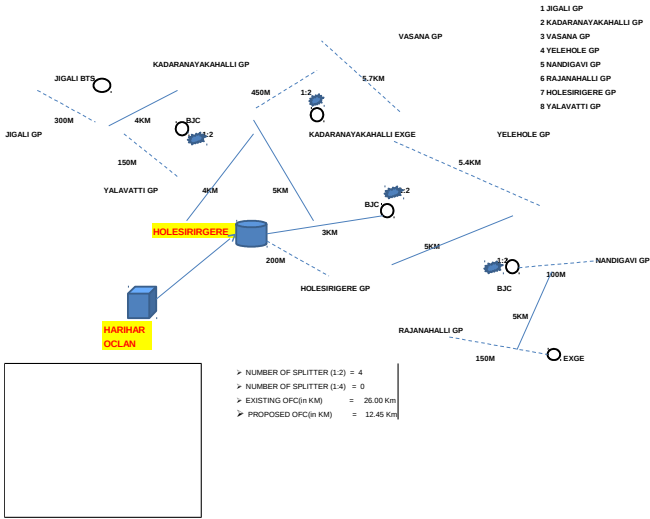 1 JIGALI GP
2 KADARANAYAKAHALLI GP
3 VASANA GP
4 YELEHOLE GP
5 NANDIGAVI GP
6 RAJANAHALLI GP
7 HOLESIRIGERE GP
8 YALAVATTI GP
VASANA GP
KADARANAYAKAHALLI GP
JIGALI BTS
5.7KM
450M
1:2
300M
4KM
BJC
1:2
JIGALI GP
KADARANAYAKAHALLI EXGE
YELEHOLE GP
150M
5.4KM
YALAVATTI GP
4KM
5KM
1:2
BJC
HOLESIRIRGERE
3KM
5KM
200M
1:2
NANDIGAVI GP
100M
HOLESIRIGERE GP
BJC
5KM
HARIHAR
OCLAN
RAJANAHALLI GP
150M
EXGE
NUMBER OF SPLITTER (1:2) = 4
NUMBER OF SPLITTER (1:4) = 0
EXISTING OFC(in KM) = 26.00 Km
PROPOSED OFC(in KM) = 12.45 Km